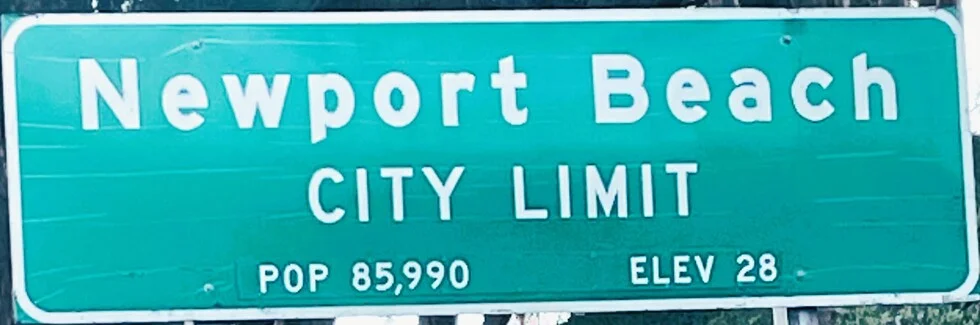 Newport Beach
CITY LIMIT
POP 85,990 ELEV 28